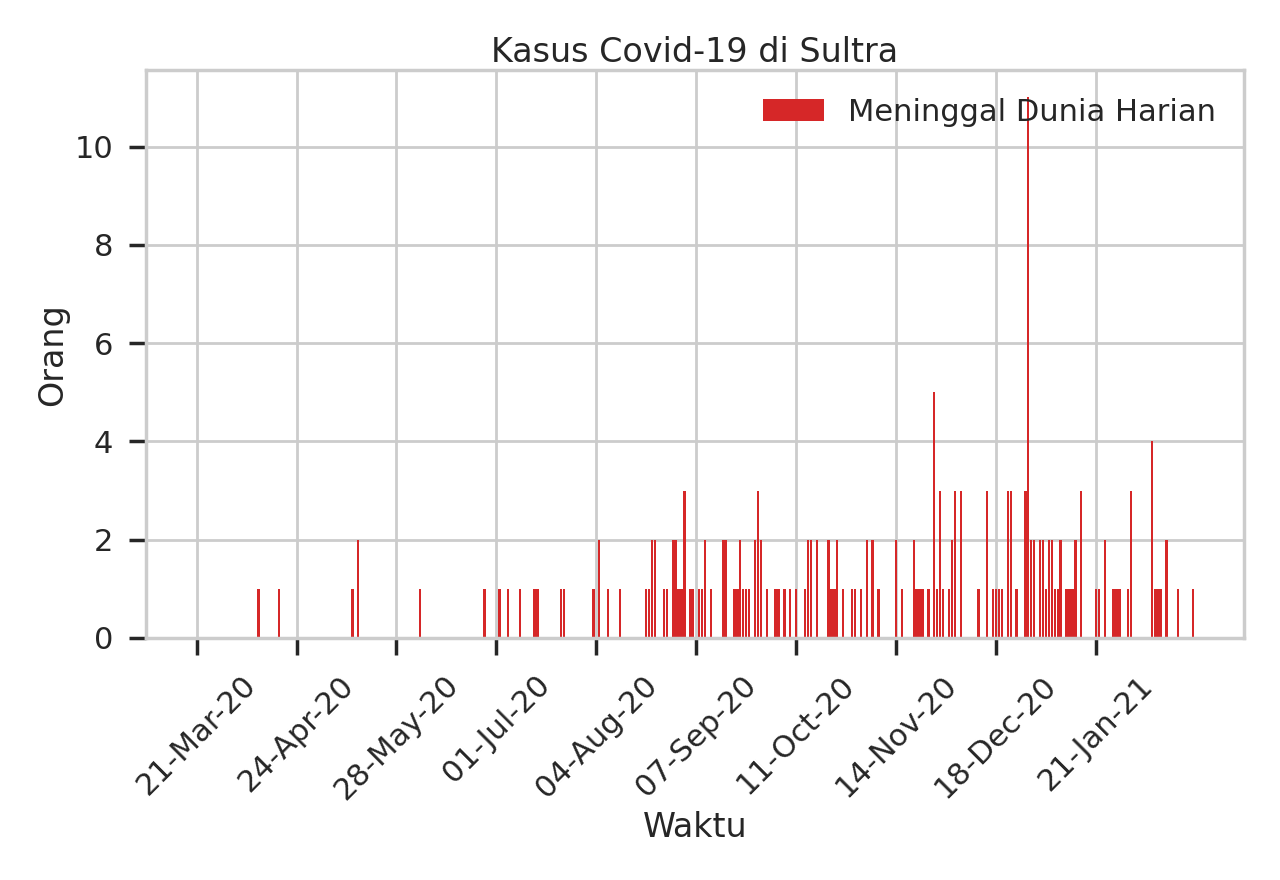 Kasus Covid-19 di Sultra
Meninggal Dunia Harian
10
8
6
4
2
0
Orang
21-Mar-20
24-Apr-20
28-May-20
01-Jul-20
04-Aug-20
07-Sep-20
11-Oct-20
14-Nov-20
18-Dec-20
21-Jan-21
Waktu